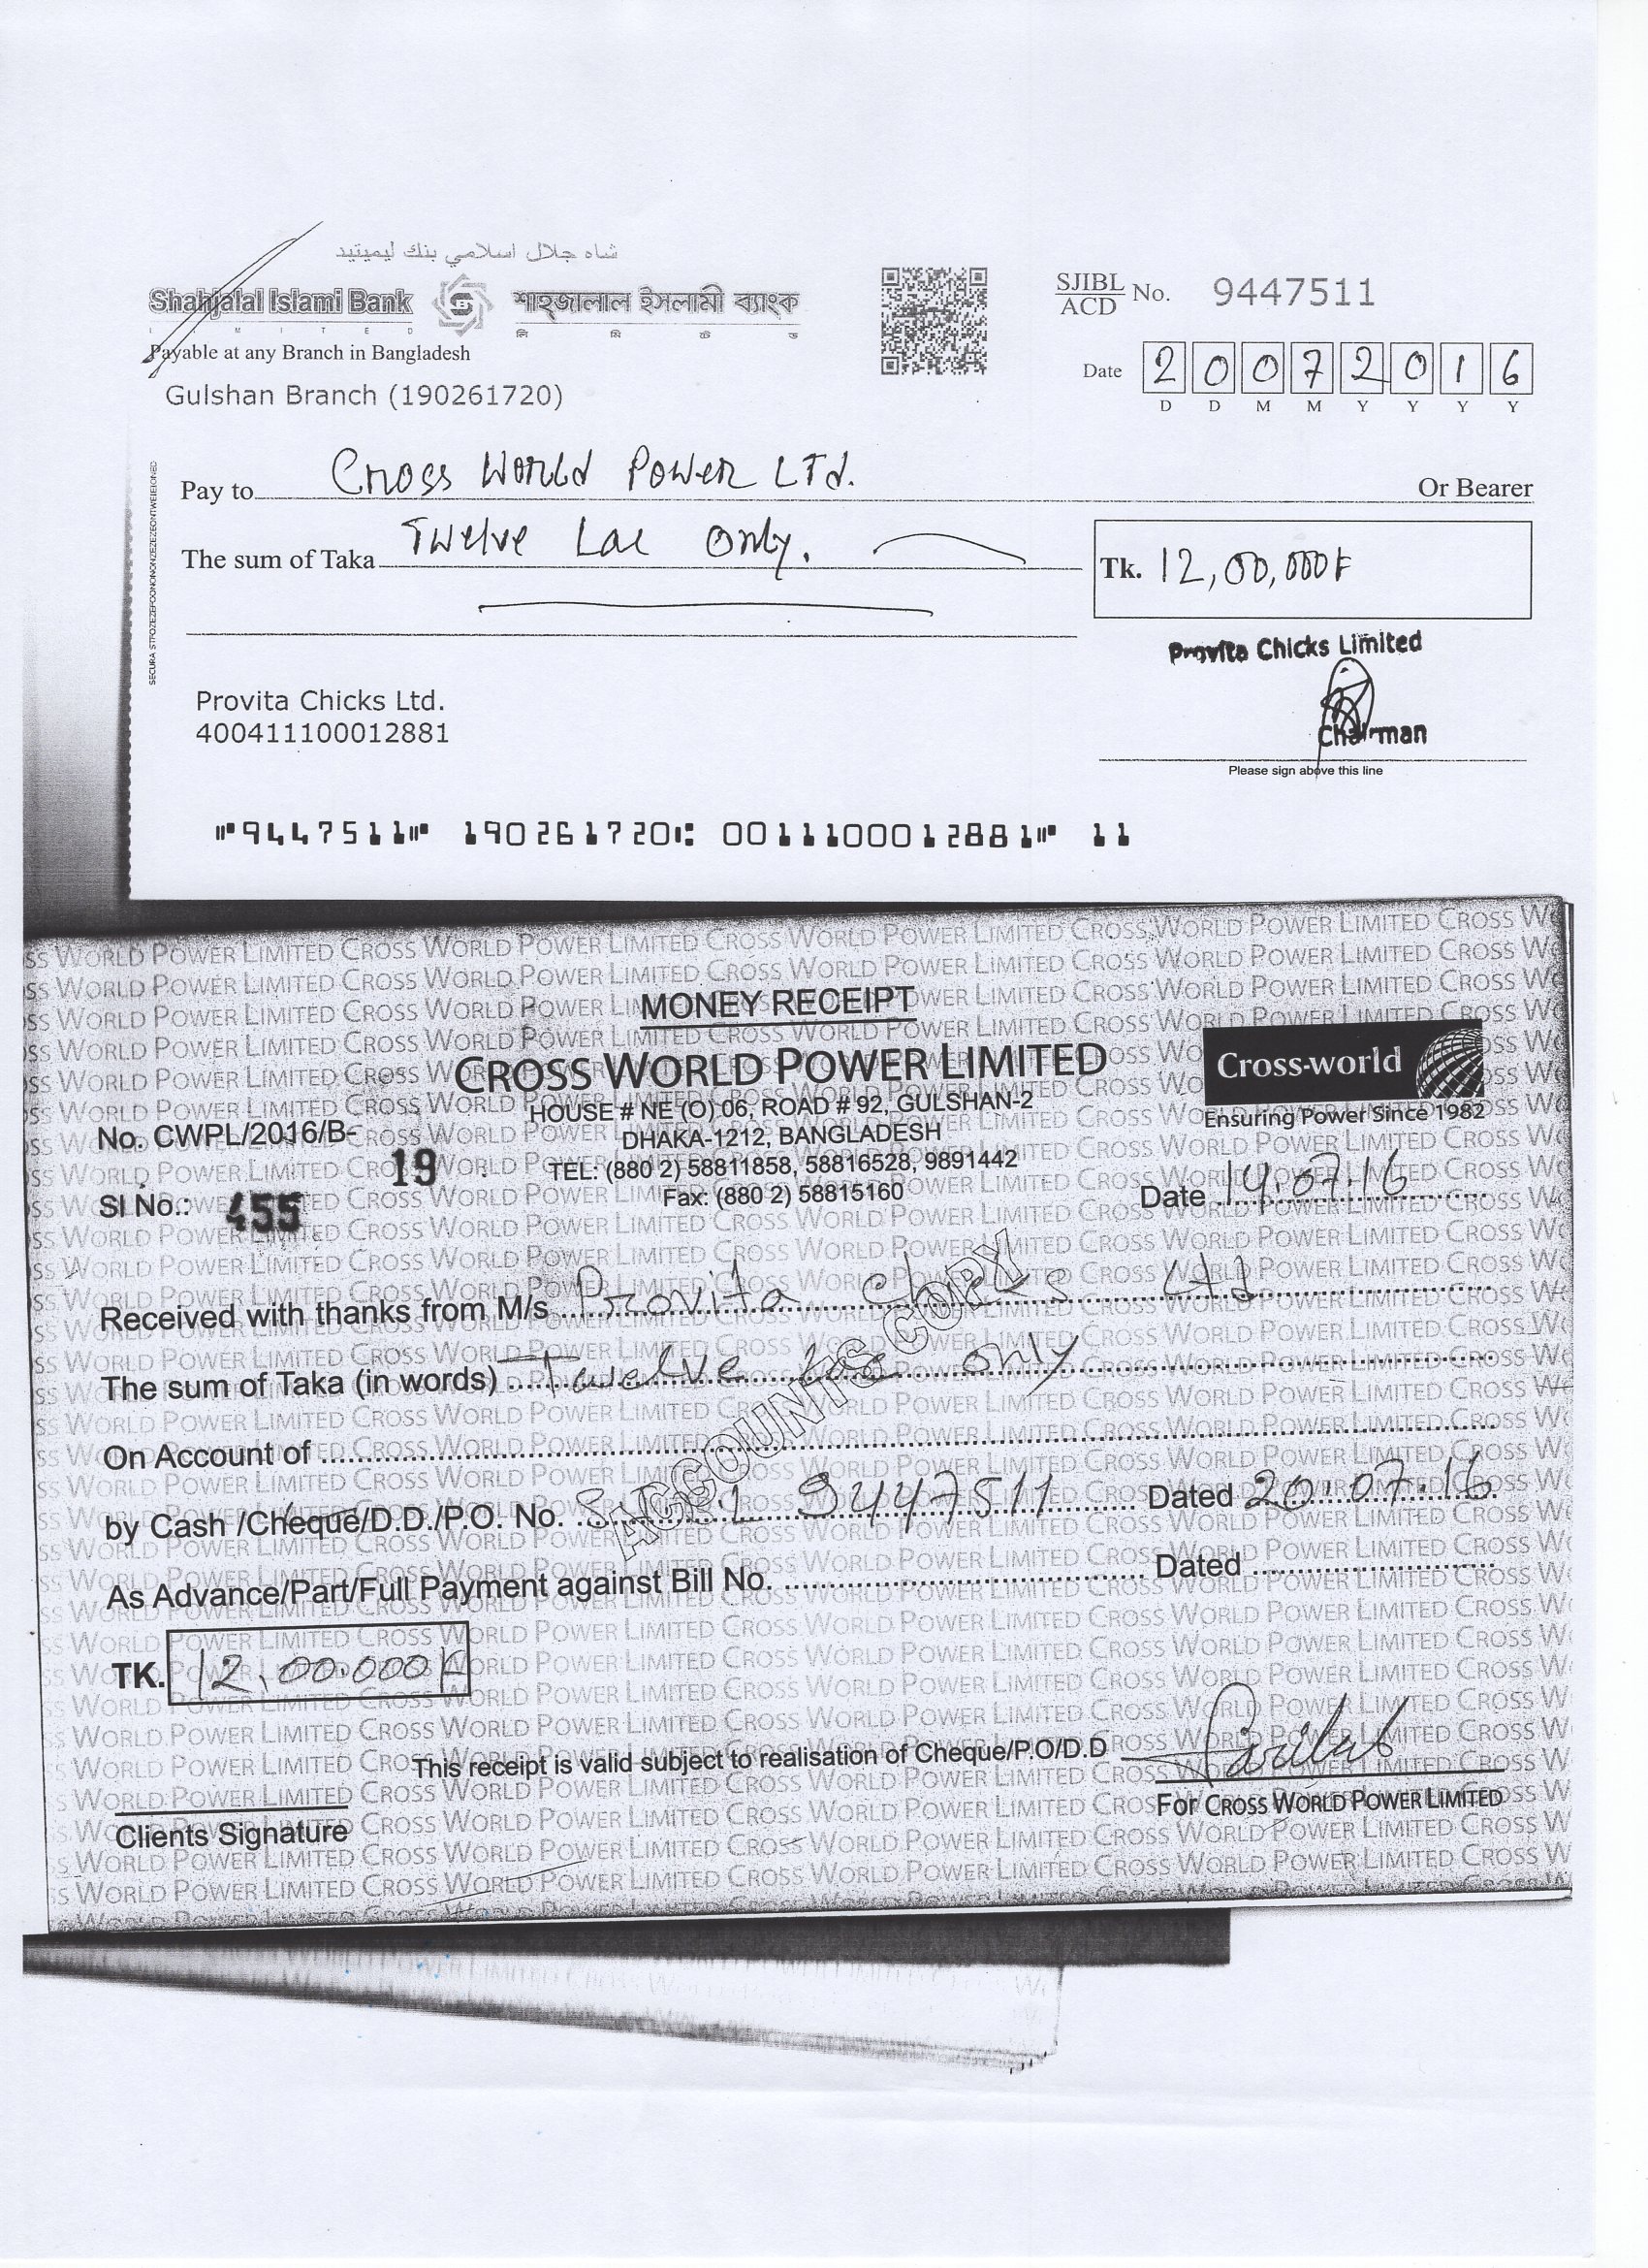 شاه جلال اسلامي بنك ليميتيد
Shahjalal Islami Bank
LIMITED
শাহ্জালাল ইসলামী ব্যাংক
লি মি টে ড
Payable at any Branch in Bangladesh
Gulshan Branch (190261720)
SJIBL
ACD No. 9447511
Date 2 0 0 7 2 0 1 6
D D M M Y Y Y Y
Pay to Cross World Power LTd. Or Bearer
The sum of Taka Twelve Lac only. Tk. 12,00,000/-
Provita Chicks Limited
Chairman
Please sign above this line
Provita Chicks Ltd.
400411100012881
⑈9447511⑈ 190261720⑆ 0011100012881⑈ 11
MONEY RECEIPT
CROSS WORLD POWER LIMITED
HOUSE # NE (O) 06, ROAD # 92, GULSHAN-2
DHAKA-1212, BANGLADESH
TEL: (880 2) 58811858, 58816528, 9891442
Fax: (880 2) 58815160
Cross-world
Ensuring Power Since 1982
No. CWPL/2016/B-
19
Sl No.: 455
Date 14.07.16
Received with thanks from M/s Provita Chicks Ltd
The sum of Taka (in words) Twelve Lac only
On Account of
by Cash /Cheque/D.D./P.O. No. 9447511 Dated 20.07.16
As Advance/Part/Full Payment against Bill No. Dated
ACCOUNTS COPY
TK. 12,00,000/-
This receipt is valid subject to realisation of Cheque/P.O/D.D
For CROSS WORLD POWER LIMITED
Clients Signature